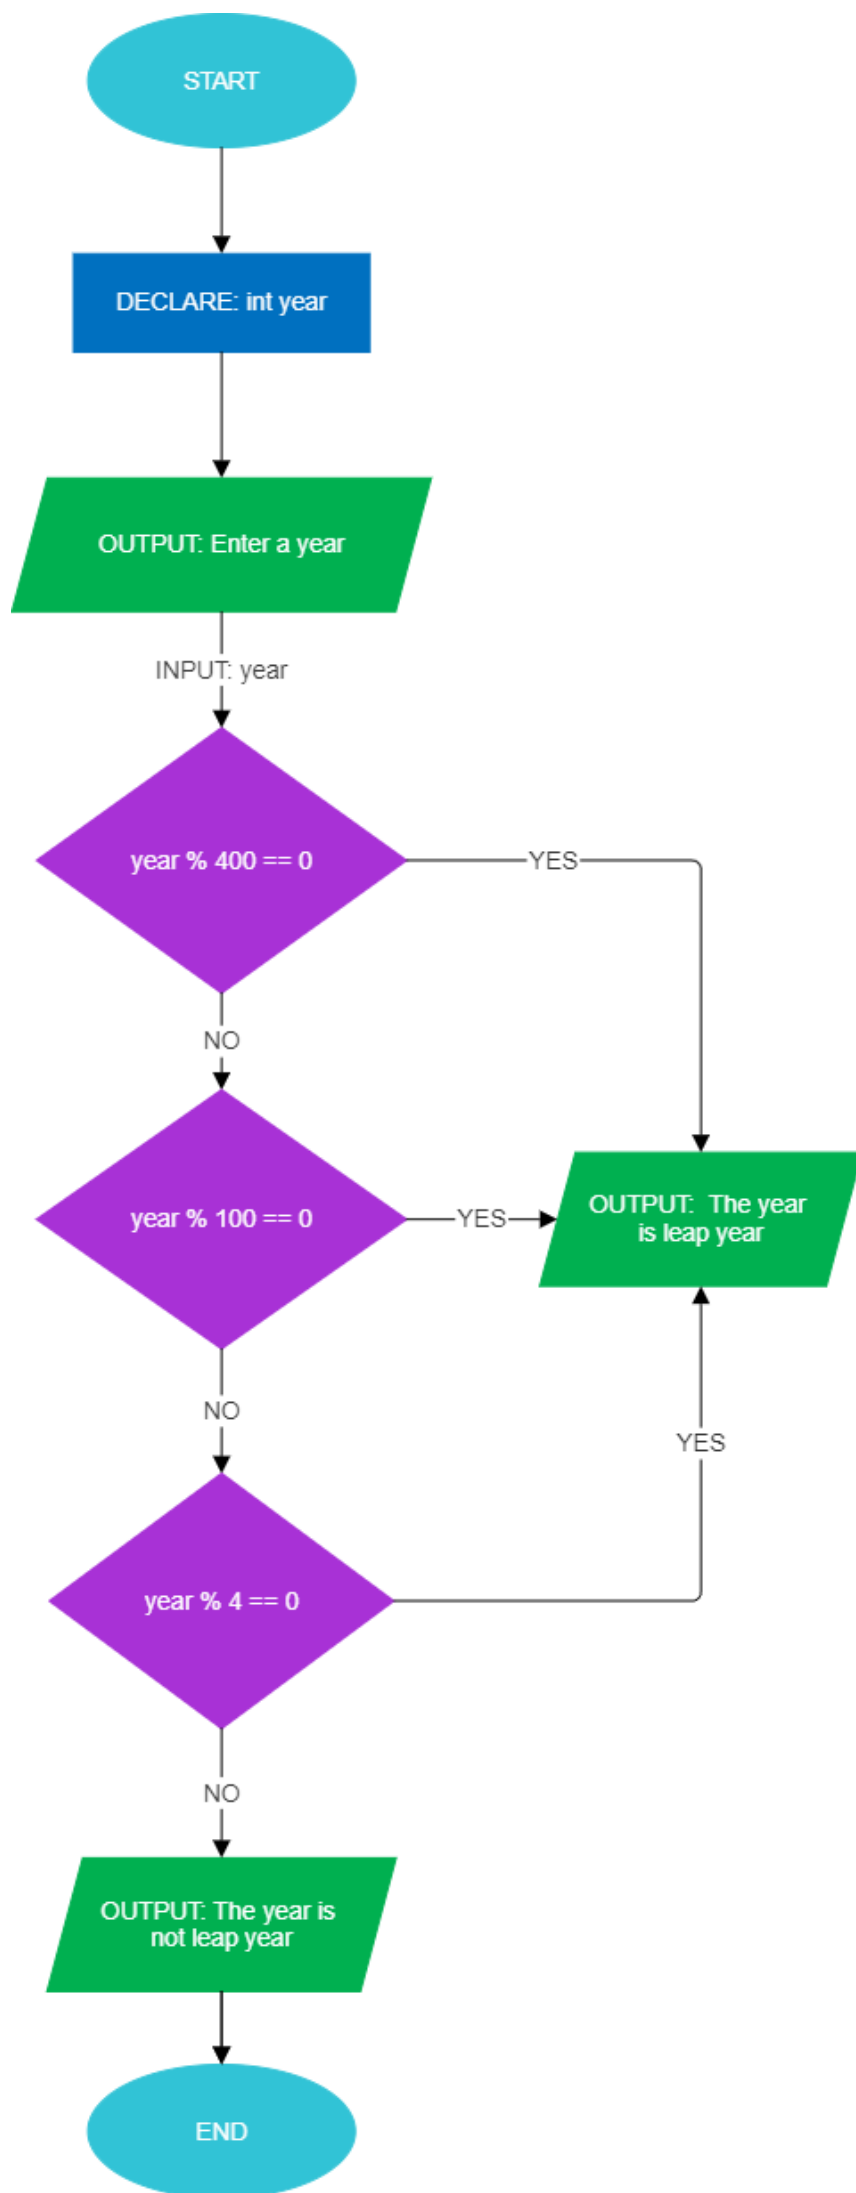 START
DECLARE: int year
OUTPUT: Enter a year
INPUT: year
year % 400 == 0
YES
NO
year % 100 == 0
YES
OUTPUT:  The year
is leap year
NO
YES
year % 4 == 0
NO
OUTPUT: The year is
not leap year
END